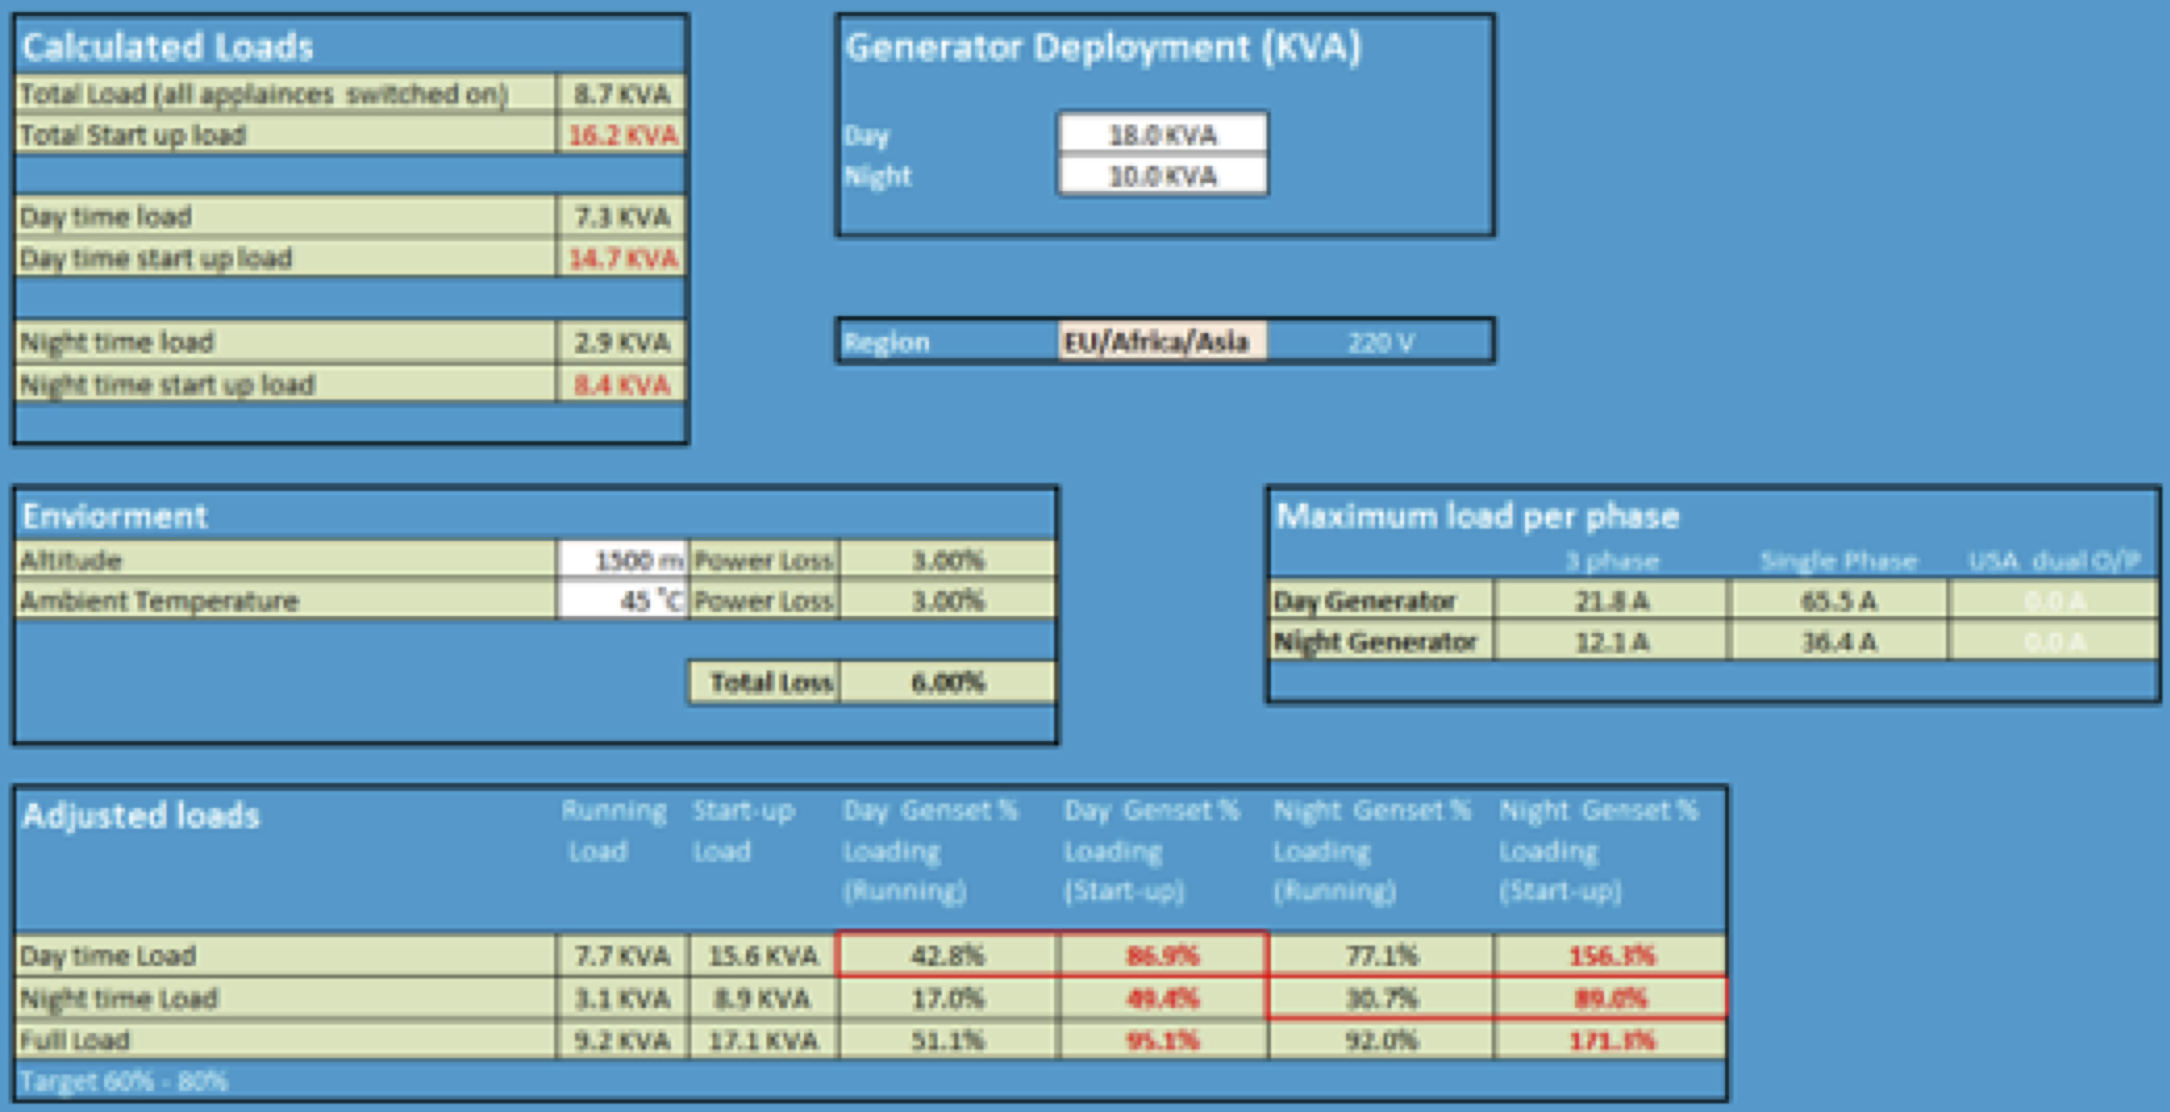 Calculated Loads
Total Load (all applainces switched on) 8.7 KVA
Total Start up load 16.2 KVA
Day time load 7.3 KVA
Day time start up load 14.7 KVA
Night time load 2.9 KVA
Night time start up load 8.4 KVA
Generator Deployment (KVA)
Day 18.0 KVA
Night 10.0 KVA
Region EU/Africa/Asia 220 V
Enviorment
Altitude 1500 m Power Loss 3.00%
Ambient Temperature 45 °C Power Loss 3.00%
Total Loss 6.00%
Maximum load per phase
3 phase Single Phase USA dual O/P
Day Generator 21.8 A 65.5 A 0.0 A
Night Generator 12.1 A 36.4 A 0.0 A
Adjusted loads
Running Load
Start-up Load
Day Genset % Loading (Running)
Day Genset % Loading (Start-up)
Night Genset % Loading (Running)
Night Genset % Loading (Start-up)
Day time Load 7.7 KVA 15.6 KVA 42.8% 86.9% 77.1% 156.3%
Night time Load 3.1 KVA 8.9 KVA 17.0% 49.4% 30.7% 89.0%
Full Load 9.2 KVA 17.1 KVA 51.1% 95.1% 92.0% 171.3%
Target 60% - 80%